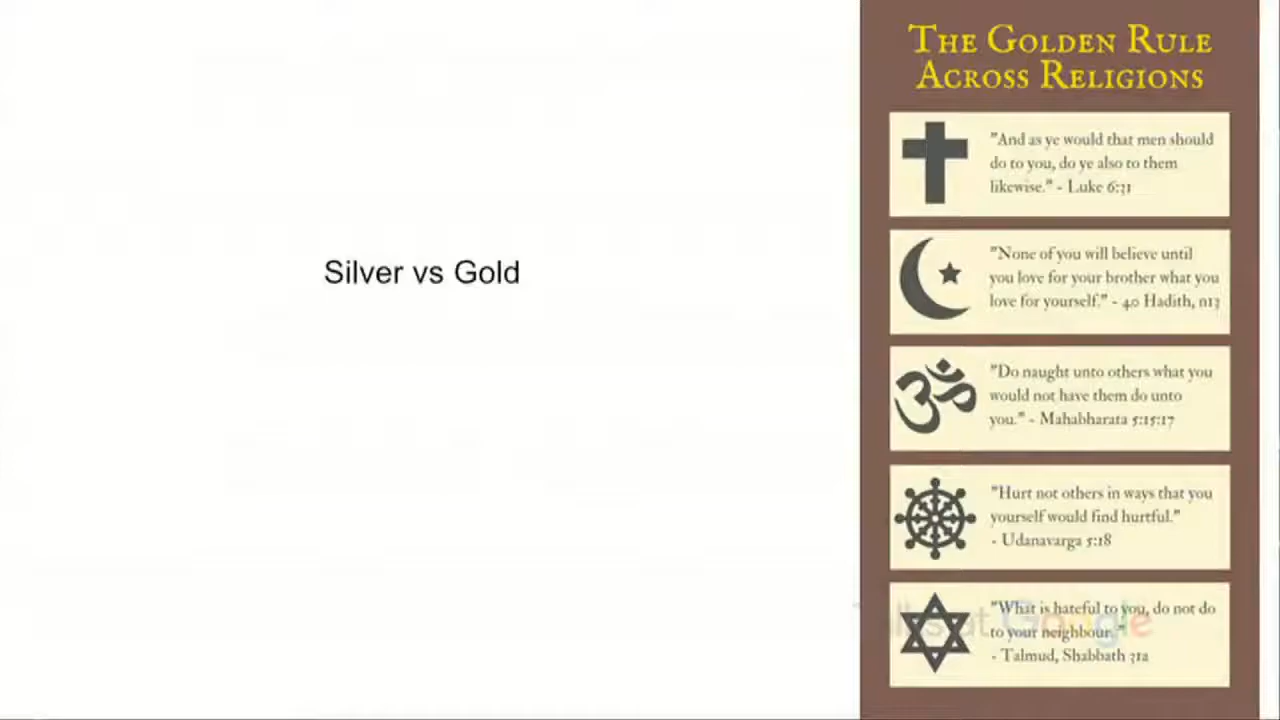 Silver vs Gold
The Golden Rule
Across Religions
"And as ye would that men should
do to you, do ye also to them
likewise." - Luke 6:31
"None of you will believe until
you love for your brother what you
love for yourself." - 40 Hadith, n13
"Do naught unto others what you
would not have them do unto
you." - Mahabharata 5:15:17
"Hurt not others in ways that you
yourself would find hurtful."
- Udanavarga 5:18
"What is hateful to you, do not do
to your neighbour."
- Talmud, Shabbath 31a
Talks at Google